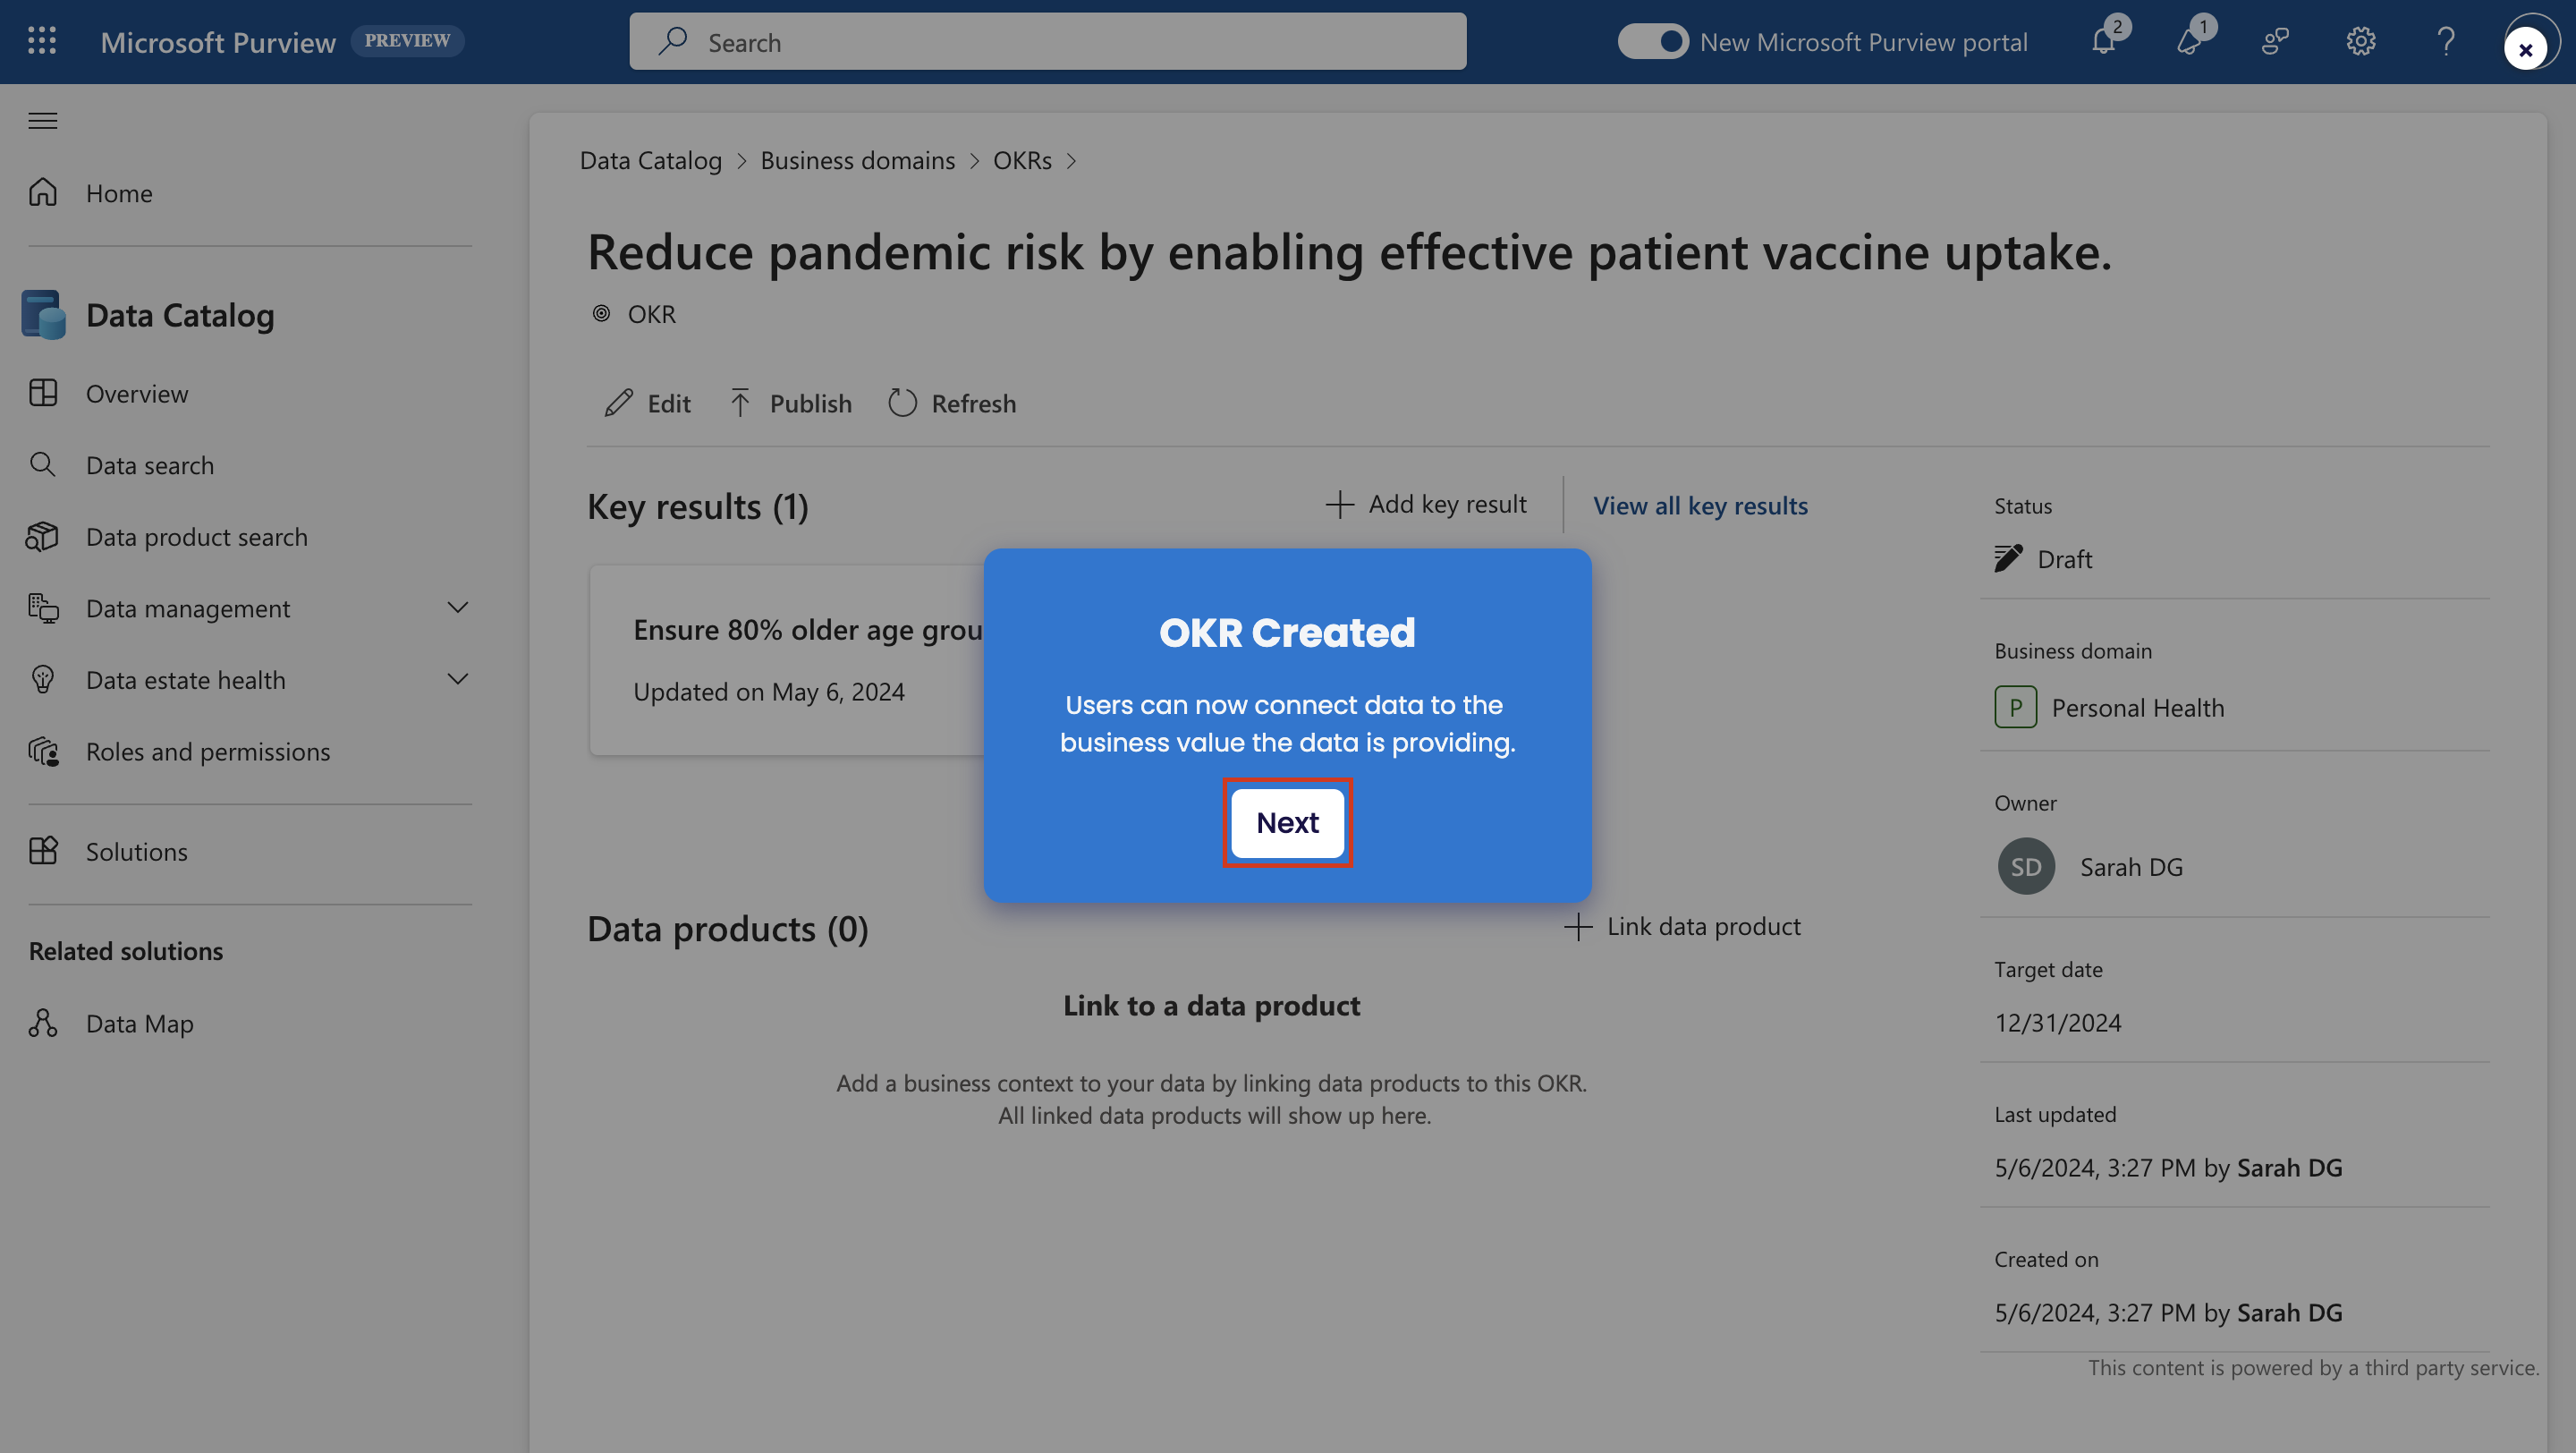 Microsoft Purview PREVIEW
Search
New Microsoft Purview portal
2
1
Home
Data Catalog
Overview
Data search
Data product search
Data management
Data estate health
Roles and permissions
Solutions
Related solutions
Data Map
Data Catalog > Business domains > OKRs >
Reduce pandemic risk by enabling effective patient vaccine uptake.
OKR
Edit Publish Refresh
Key results (1)
Add key result
View all key results
Ensure 80% older age grou
Updated on May 6, 2024
OKR Created
Users can now connect data to the
business value the data is providing.
Next
Data products (0)
Link data product
Link to a data product
Add a business context to your data by linking data products to this OKR.
All linked data products will show up here.
Status
Draft
Business domain
P Personal Health
Owner
SD Sarah DG
Target date
12/31/2024
Last updated
5/6/2024, 3:27 PM by Sarah DG
Created on
5/6/2024, 3:27 PM by Sarah DG
This content is powered by a third party service.